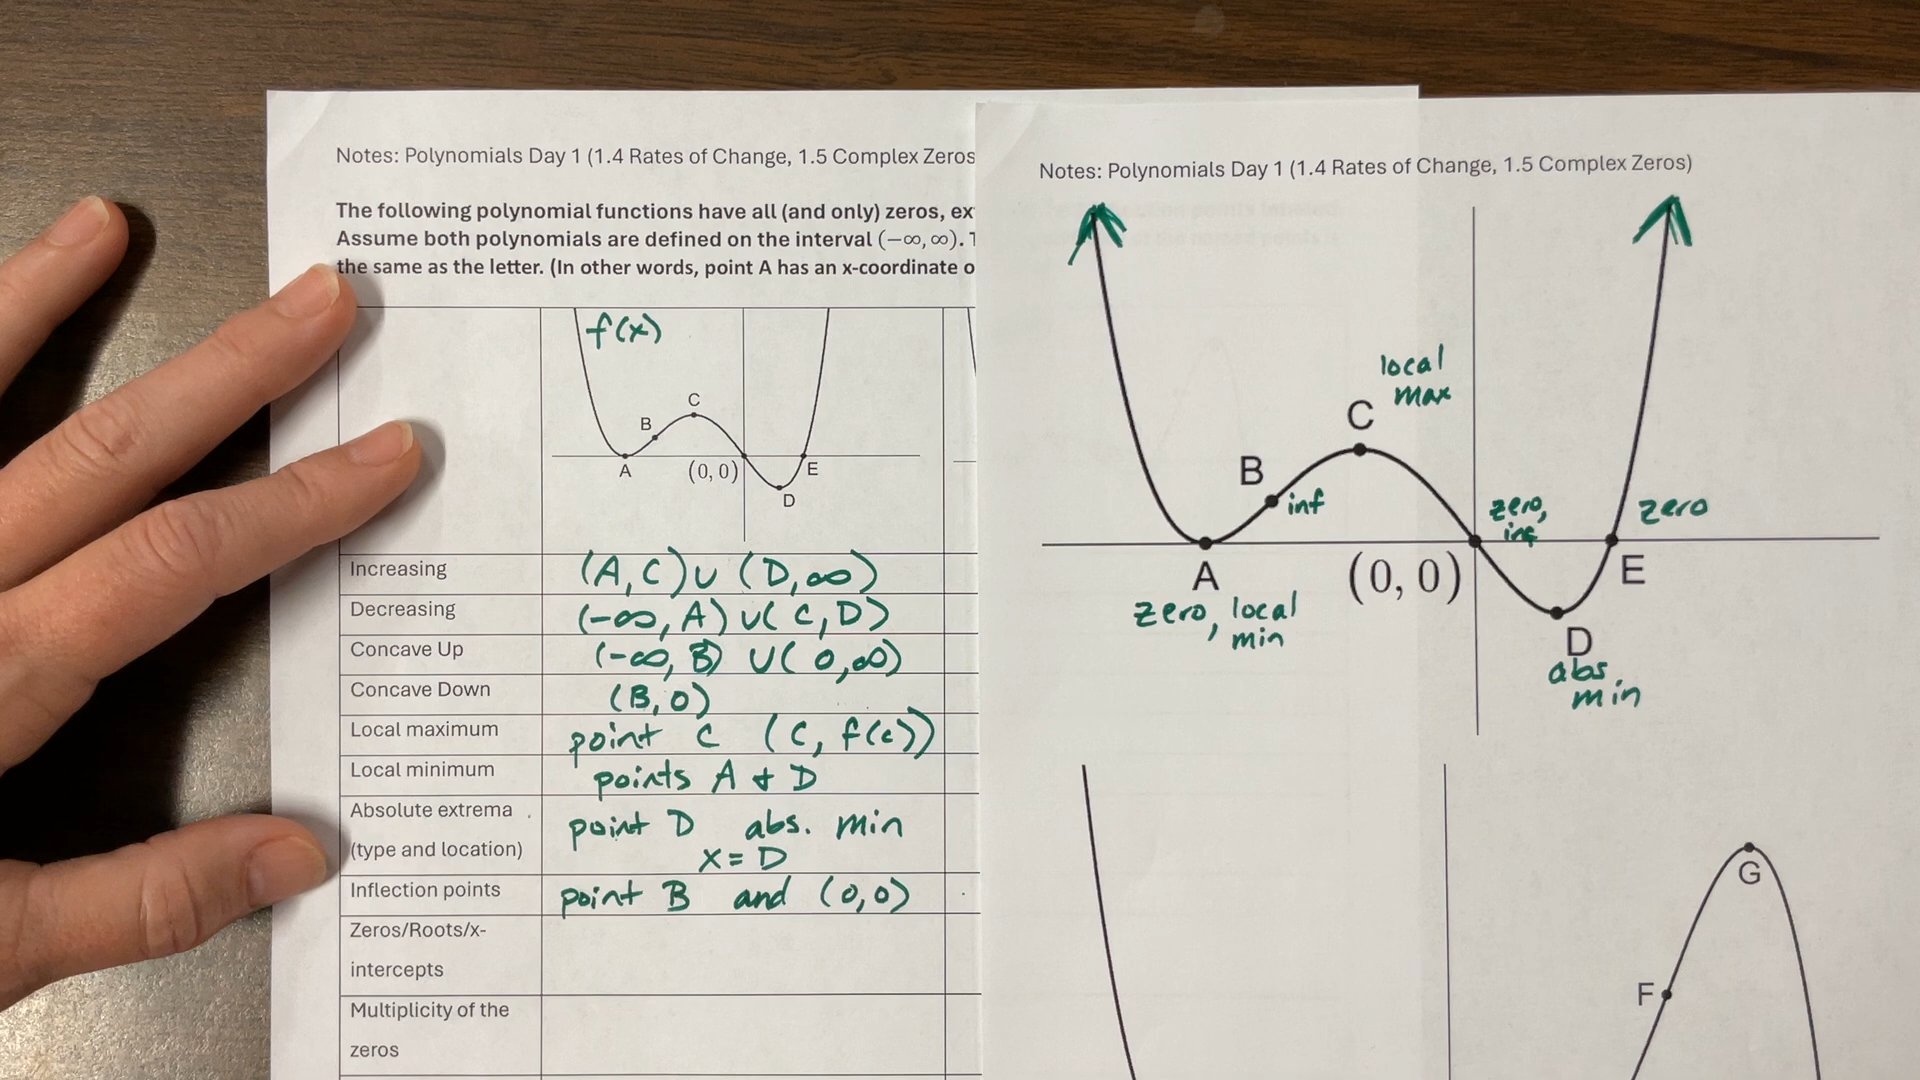 Notes: Polynomials Day 1 (1.4 Rates of Change, 1.5 Complex Zeros
The following polynomial functions have all (and only) zeros, ex
Assume both polynomials are defined on the interval (−∞, ∞). T
the same as the letter. (In other words, point A has an x-coordinate o
f(x)
C
B
A
(0, 0)
E
D
Increasing (A, C) ∪ (D, ∞)
Decreasing (-∞, A) ∪ (C, D)
Concave Up (-∞, B) ∪ (0, ∞)
Concave Down (B, 0)
Local maximum point C (C, f(c))
Local minimum points A + D
Absolute extrema
(type and location)
point D abs. min
x = D
Inflection points point B and (0,0)
Zeros/Roots/x-
intercepts
Multiplicity of the
zeros
Notes: Polynomials Day 1 (1.4 Rates of Change, 1.5 Complex Zeros)
local
max
C
B
inf
zero,
inf
zero
A
(0, 0)
E
zero, local
min
D
abs
min
G
F